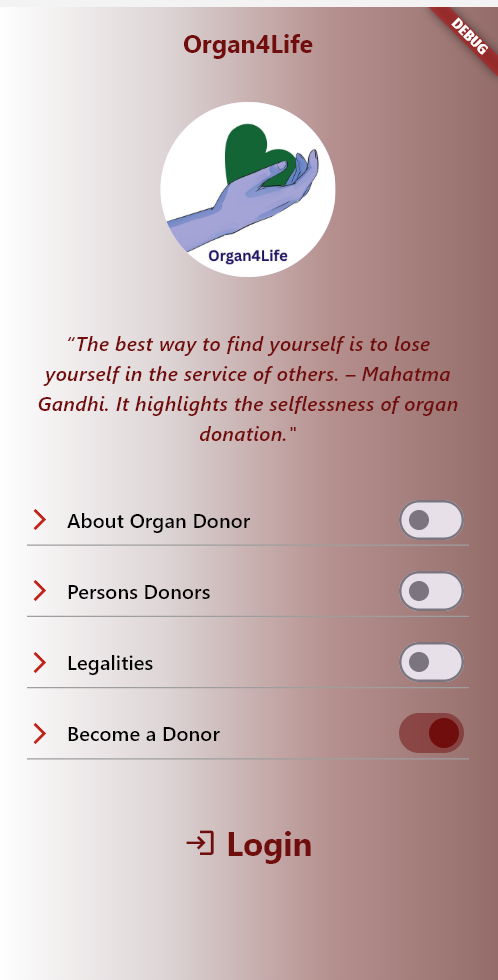 Organ4Life
DEBUG
Organ4Life
“The best way to find yourself is to lose
yourself in the service of others. – Mahatma
Gandhi. It highlights the selflessness of organ
donation."
About Organ Donor
Persons Donors
Legalities
Become a Donor
Login